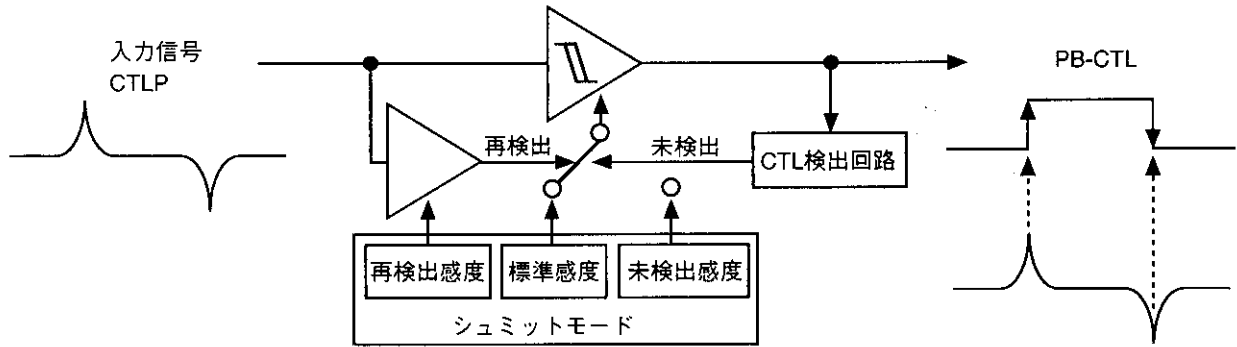 入力信号
CTLP
PB-CTL
再検出
未検出
CTL検出回路
再検出感度
標準感度
未検出感度
シュミットモード